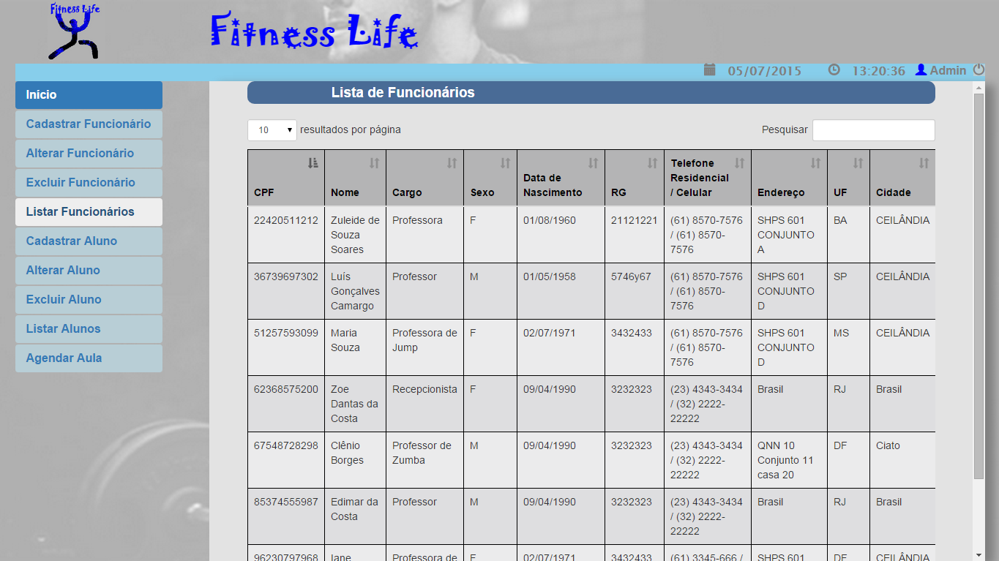 Fitness Life
Fitness Life
05/07/2015 13:20:36 Admin
Início
Cadastrar Funcionário
Alterar Funcionário
Excluir Funcionário
Listar Funcionários
Cadastrar Aluno
Alterar Aluno
Excluir Aluno
Listar Alunos
Agendar Aula
Lista de Funcionários
10 resultados por página Pesquisar
Telefone
Data de Residencial
CPF Nome Cargo Sexo Nascimento RG / Celular Endereço UF Cidade
22420511212 Zuleide de Professora F 01/08/1960 21121221 (61) 8570-7576 SHPS 601 BA CEILÂNDIA
Souza / (61) 8570- CONJUNTO
Soares 7576 A
36739697302 Luís Professor M 01/05/1958 5746y67 (61) 8570-7576 SHPS 601 SP CEILÂNDIA
Gonçalves / (61) 8570- CONJUNTO
Camargo 7576 D
51257593099 Maria Professora de F 02/07/1971 3432433 (61) 8570-7576 SHPS 601 MS CEILÂNDIA
Souza Jump / (61) 8570- CONJUNTO
7576 D
62368575200 Zoe Recepcionista F 09/04/1990 3232323 (23) 4343-3434 Brasil RJ Brasil
Dantas da / (32) 2222-
Costa 22222
67548728298 Clênio Professor de M 09/04/1990 3232323 (23) 4343-3434 QNN 10 DF Ciato
Borges Zumba / (32) 2222- Conjunto 11
22222 casa 20
85374555987 Edimar da Professor M 09/04/1990 3232323 (23) 4343-3434 Brasil RJ Brasil
Costa / (32) 2222-
22222
96230797968 Iane Professora de F 02/07/1971 3432433 (61) 3345-666 / SHPS 601 DF CEILÂNDIA